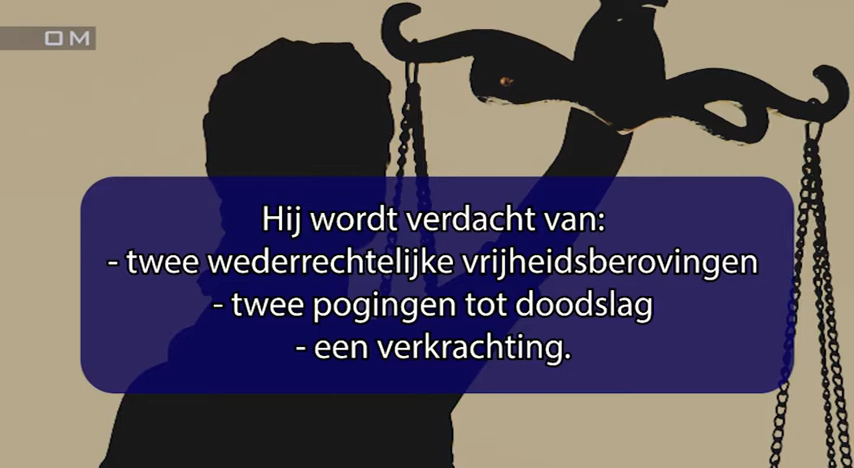 OM
Hij wordt verdacht van:
- twee wederrechtelijke vrijheidsberovingen
- twee pogingen tot doodslag
- een verkrachting.